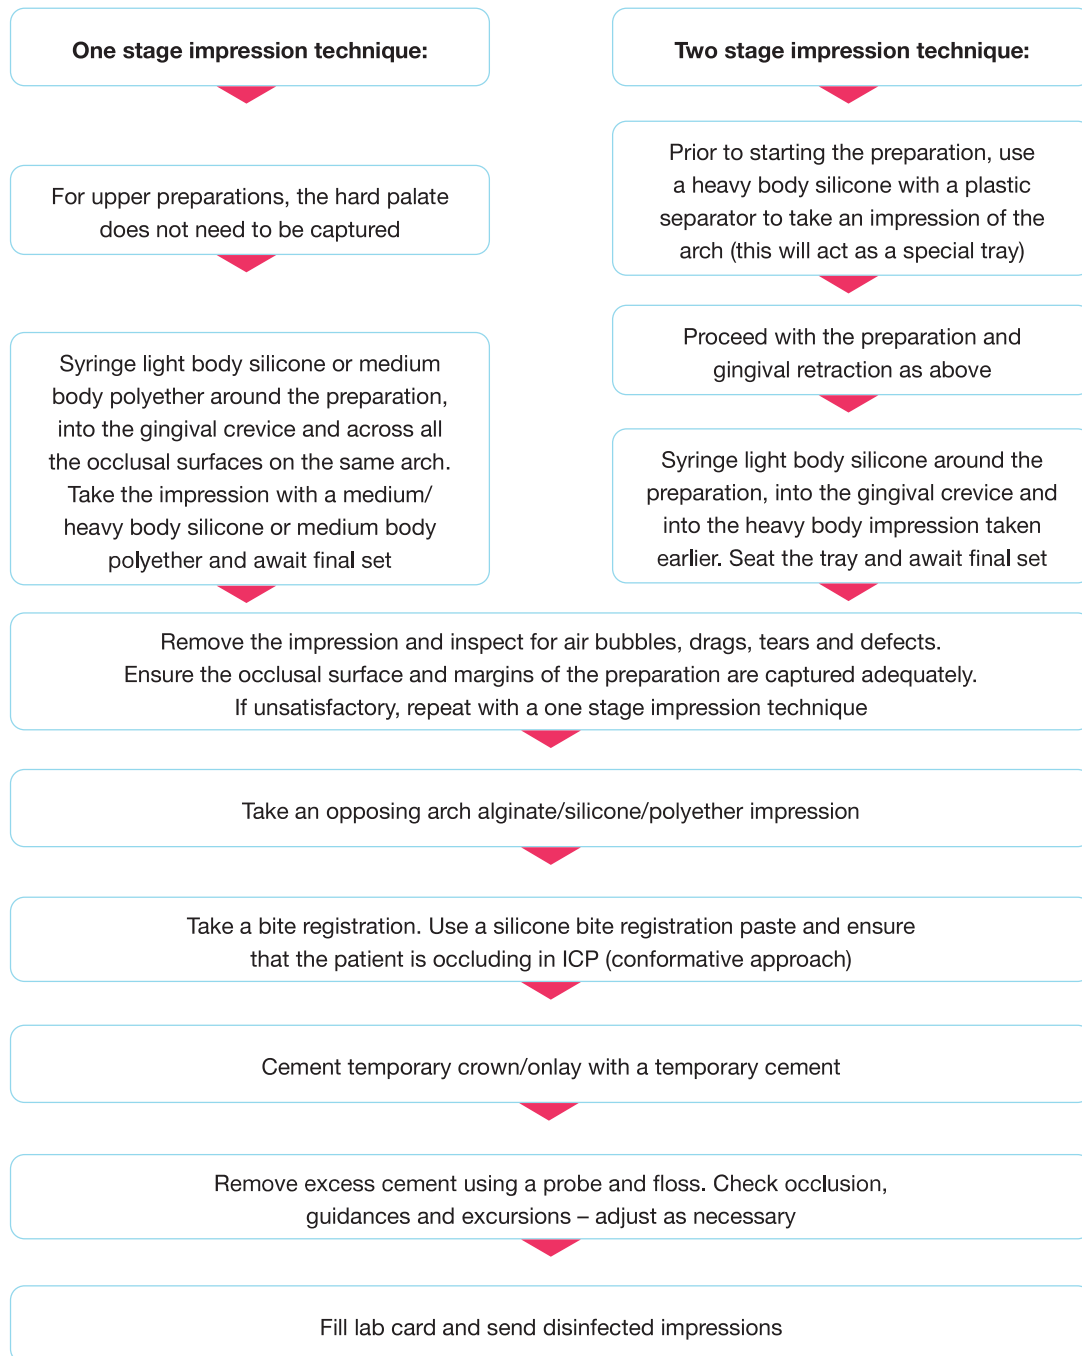 One stage impression technique:
For upper preparations, the hard palate
does not need to be captured
Syringe light body silicone or medium
body polyether around the preparation,
into the gingival crevice and across all
the occlusal surfaces on the same arch.
Take the impression with a medium/
heavy body silicone or medium body
polyether and await final set
Two stage impression technique:
Prior to starting the preparation, use
a heavy body silicone with a plastic
separator to take an impression of the
arch (this will act as a special tray)
Proceed with the preparation and
gingival retraction as above
Syringe light body silicone around the
preparation, into the gingival crevice and
into the heavy body impression taken
earlier. Seat the tray and await final set
Remove the impression and inspect for air bubbles, drags, tears and defects.
Ensure the occlusal surface and margins of the preparation are captured adequately.
If unsatisfactory, repeat with a one stage impression technique
Take an opposing arch alginate/silicone/polyether impression
Take a bite registration. Use a silicone bite registration paste and ensure
that the patient is occluding in ICP (conformative approach)
Cement temporary crown/onlay with a temporary cement
Remove excess cement using a probe and floss. Check occlusion,
guidances and excursions – adjust as necessary
Fill lab card and send disinfected impressions